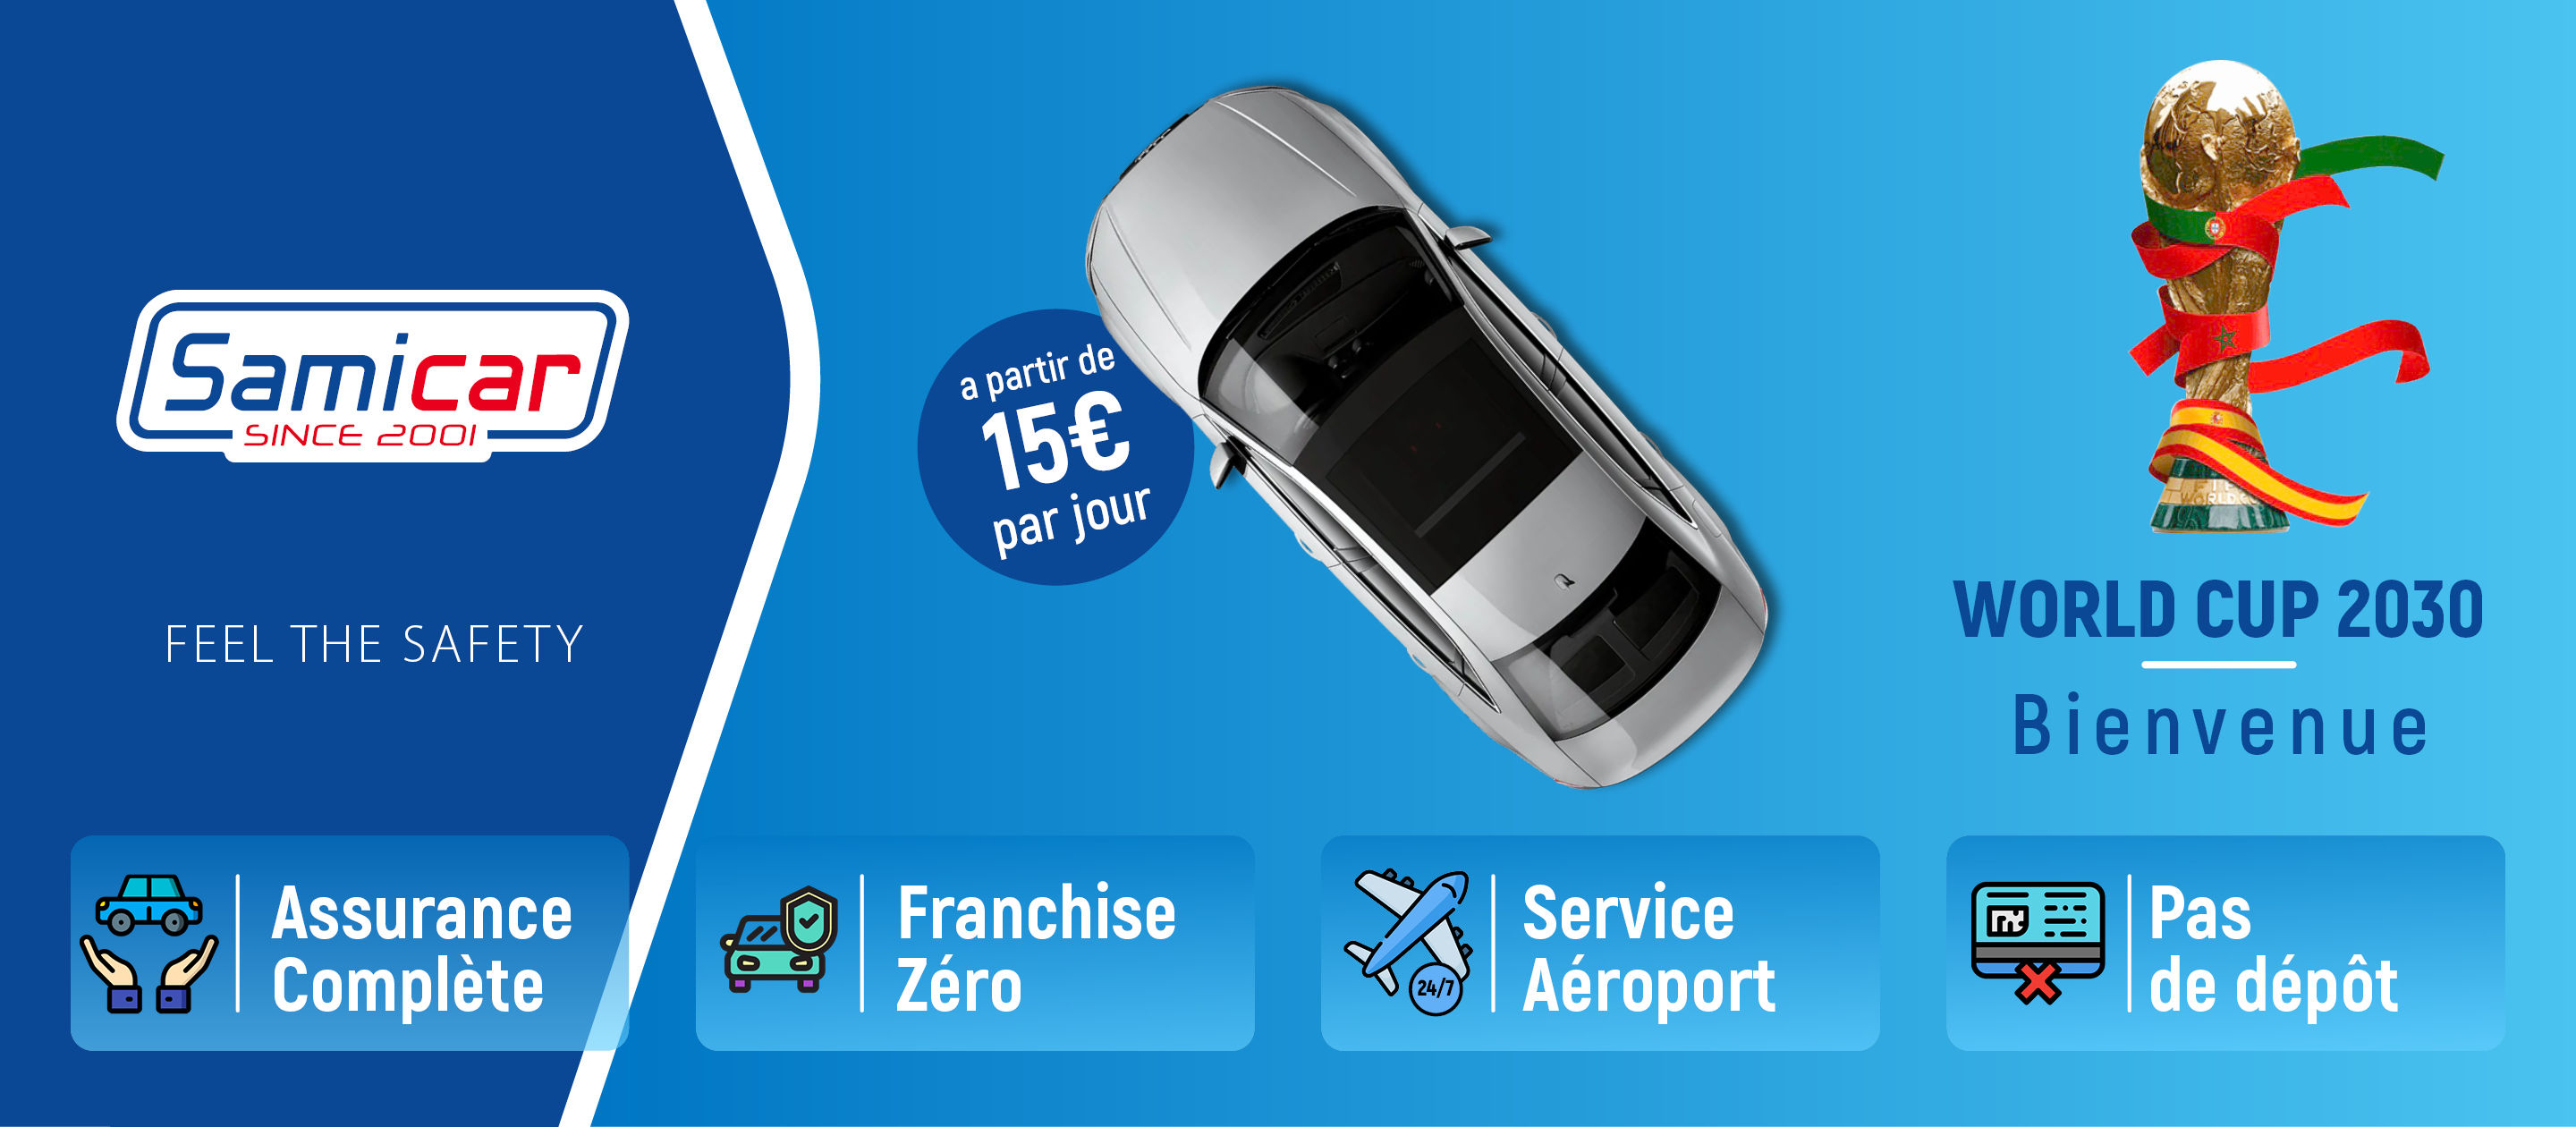 Samicar
SINCE 2001
FEEL THE SAFETY
a partir de
15€
par jour
WORLD CUP 2030
Bienvenue
Assurance
Complète
Franchise
Zéro
24/7
Service
Aéroport
Pas
de dépôt